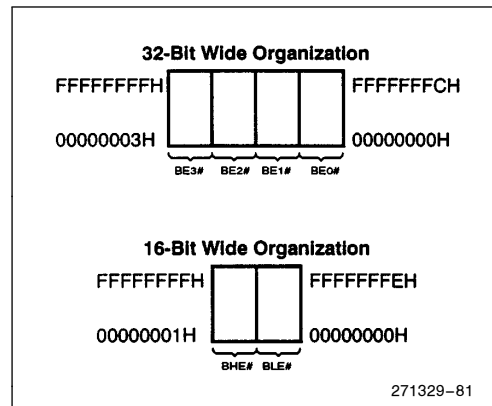 32-Bit Wide Organization
FFFFFFFFH FFFFFFFCH
00000003H 00000000H
BE3# BE2# BE1# BE0#
16-Bit Wide Organization
FFFFFFFFH FFFFFFFEH
00000001H 00000000H
BHE# BLE#
271329–81